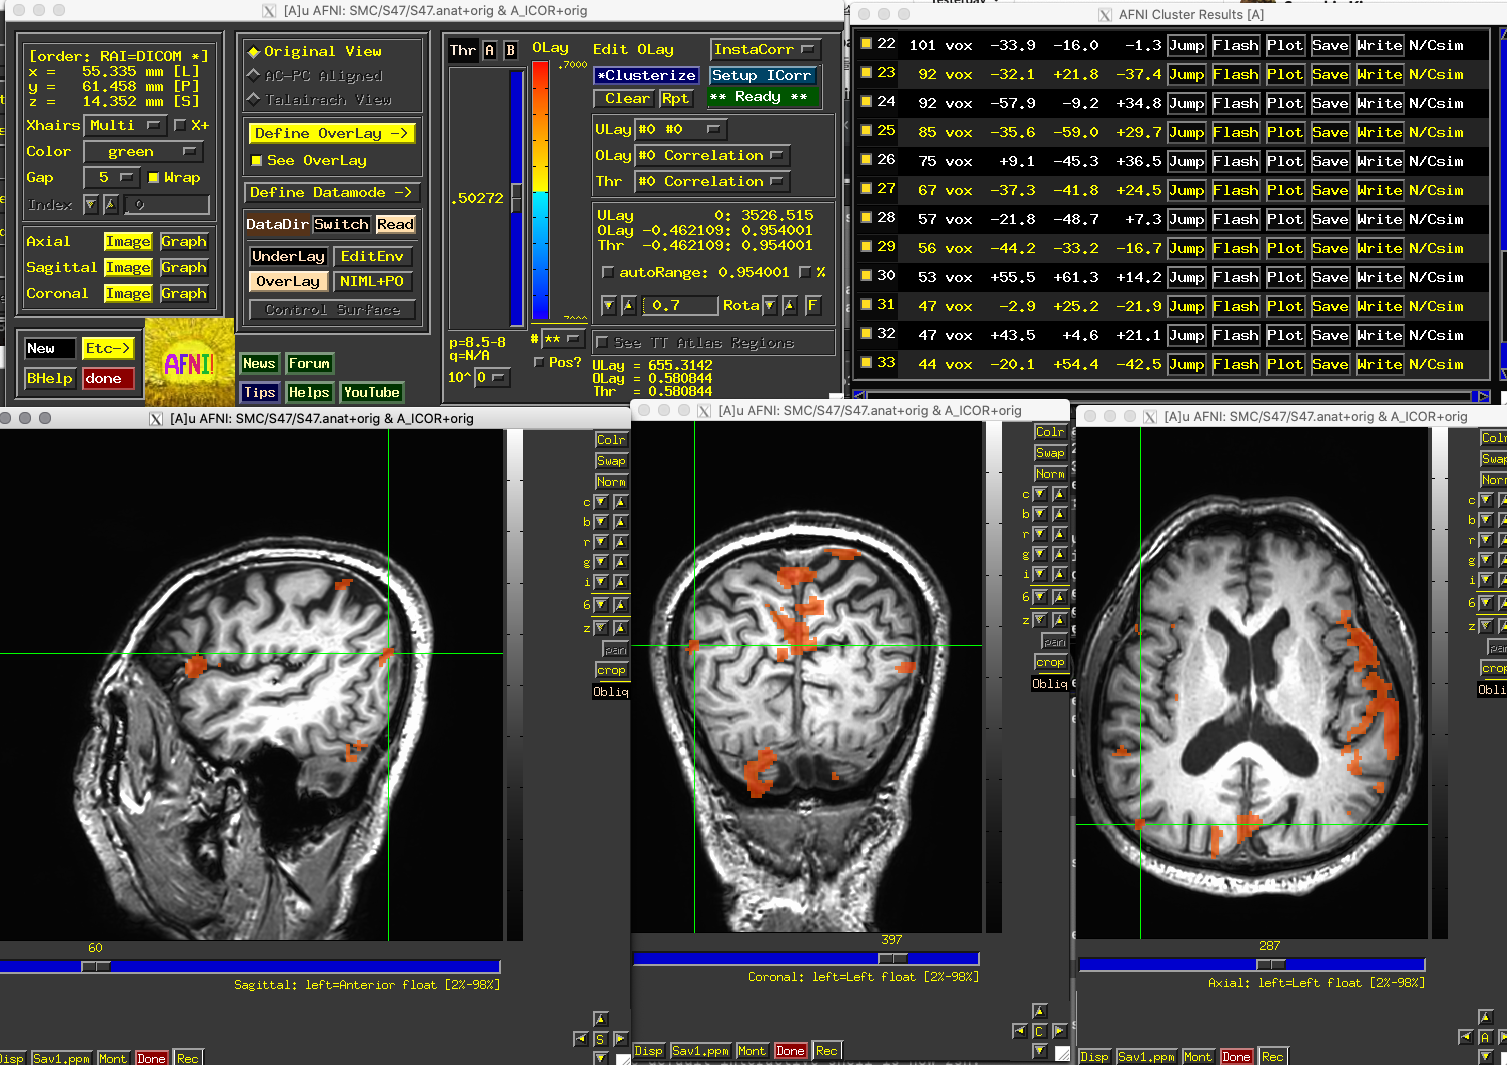 [A]u AFNI: SMC/S47/S47.anat+orig & A_ICOR+orig
[order: RAI=DICOM *]
x = 55.335 mm [L]
y = 61.458 mm [P]
z = 14.352 mm [S]
Xhairs Multi X+
Color green
Gap 5 Wrap
Index 0
Axial Image Graph
Sagittal Image Graph
Coronal Image Graph
New Etc->
BHelp done
AFNI!
Original View
AC-PC Aligned
Talairach View
Define OverLay ->
See OverLay
Define Datamode ->
DataDir Switch Read
UnderLay EditEnv
OverLay NIML+PO
Control Surface
News Forum
Tips Helps YouTube
Thr A B OLay
.7000
.50272
p=8.5-8
q=N/A
10^ 0
# **
Pos?
Edit OLay InstaCorr
*Clusterize Setup ICorr
Clear Rpt ** Ready **
ULay #0 #0
OLay #0 Correlation
Thr #0 Correlation
ULay 0: 3526.515
OLay -0.462109: 0.954001
Thr -0.462109: 0.954001
autoRange: 0.954001 %
0.7 Rota F
See TT Atlas Regions
ULay = 655.3142
OLay = 0.580844
Thr = 0.580844
AFNI Cluster Results [A]
22 101 vox -33.9 -16.0 -1.3 Jump Flash Plot Save Write N/Csim
23 92 vox -32.1 +21.8 -37.4 Jump Flash Plot Save Write N/Csim
24 92 vox -57.9 -9.2 +34.8 Jump Flash Plot Save Write N/Csim
25 85 vox -35.6 -59.0 +29.7 Jump Flash Plot Save Write N/Csim
26 75 vox +9.1 -45.3 +36.5 Jump Flash Plot Save Write N/Csim
27 67 vox -37.3 -41.8 +24.5 Jump Flash Plot Save Write N/Csim
28 57 vox -21.8 -48.7 +7.3 Jump Flash Plot Save Write N/Csim
29 56 vox -44.2 -33.2 -16.7 Jump Flash Plot Save Write N/Csim
30 53 vox +55.5 +61.3 +14.2 Jump Flash Plot Save Write N/Csim
31 47 vox -2.9 +25.2 -21.9 Jump Flash Plot Save Write N/Csim
32 47 vox +43.5 +4.6 +21.1 Jump Flash Plot Save Write N/Csim
33 44 vox -20.1 +54.4 -42.5 Jump Flash Plot Save Write N/Csim
[A]u AFNI: SMC/S47/S47.anat+orig & A_ICOR+orig
Colr
Swap
Norm
c
b
r
g
i
6
z
pan
crop
Obliq
60
Sagittal: left=Anterior float [2%-98%]
S
Disp Sav1.ppm Mont Done Rec
[A]u AFNI: SMC/S47/S47.anat+orig & A_ICOR+orig
Colr
Swap
Norm
c
b
r
g
i
6
z
pan
crop
Obliq
397
Coronal: left=Left float [2%-98%]
C
Disp Sav1.ppm Mont Done Rec
[A]u AFNI: SMC/S47/S47.anat+orig & A_ICOR+orig
Colr
Swap
Norm
c
b
r
g
i
6
z
pan
crop
Obliq
287
Axial: left=Left float [2%-98%]
A
Disp Sav1.ppm Mont Done Rec